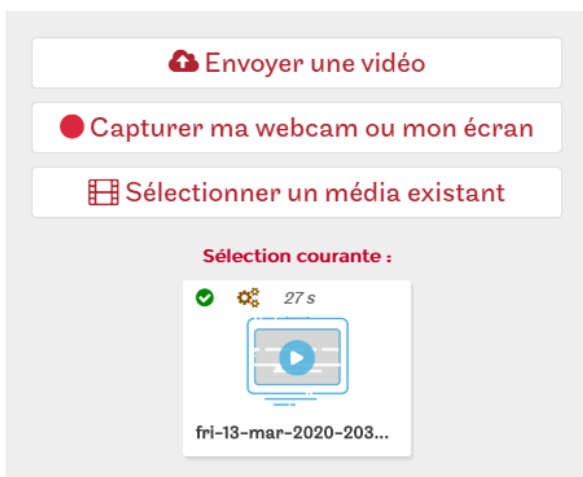 Envoyer une vidéo
Capturer ma webcam ou mon écran
Sélectionner un média existant
Sélection courante :
27 s
fri-13-mar-2020-203...